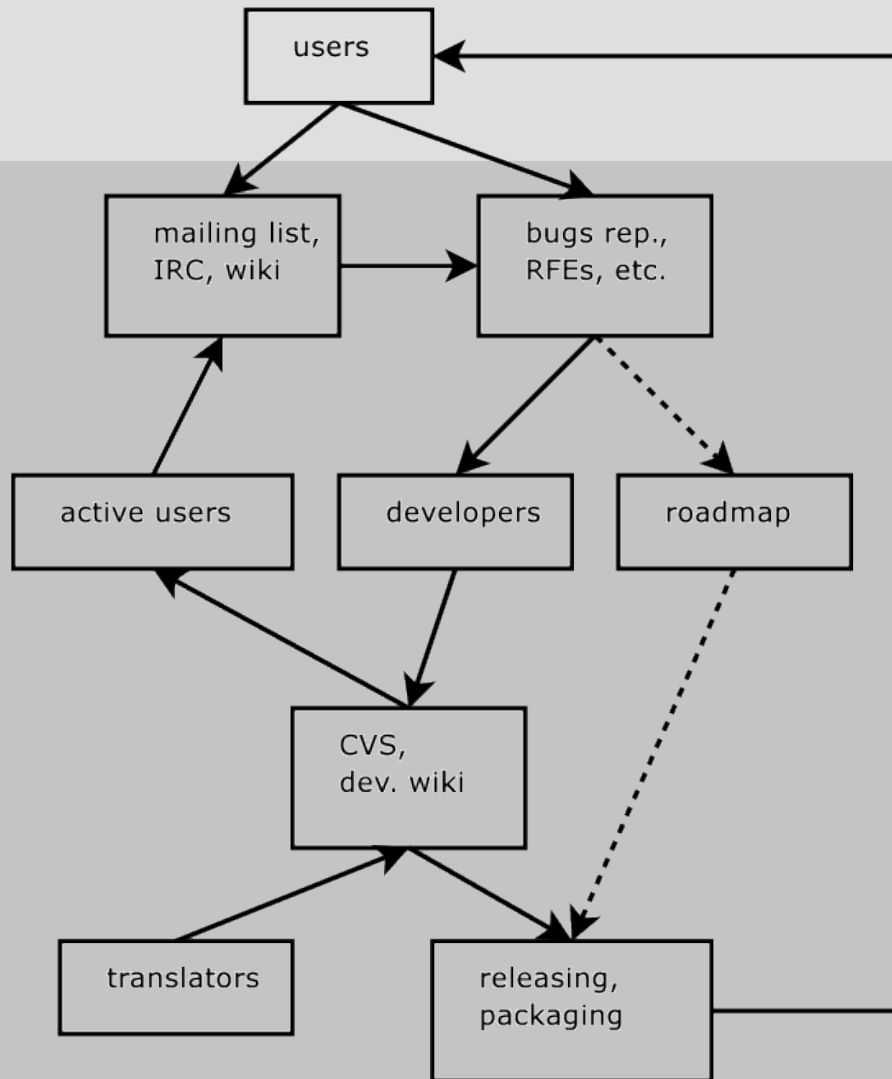 users
mailing list,
IRC, wiki
bugs rep.,
RFEs, etc.
active users
developers
roadmap
CVS,
dev. wiki
translators
releasing,
packaging